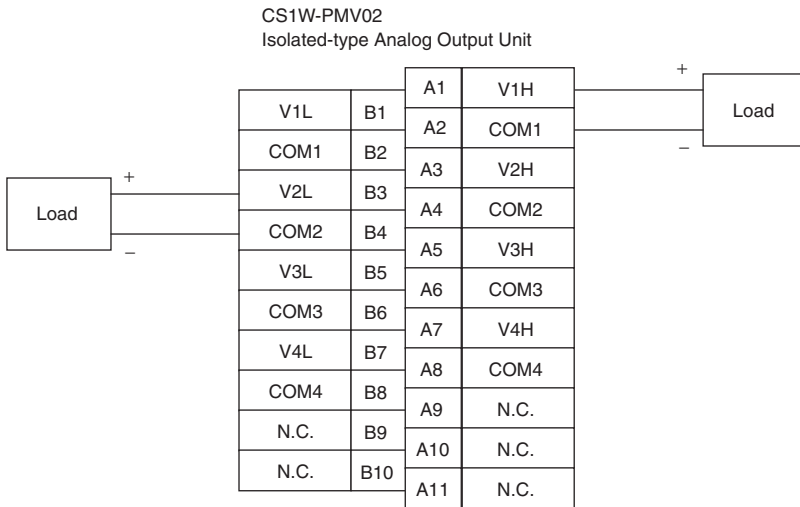 CS1W-PMV02
Isolated-type Analog Output Unit
A1 V1H
V1L B1
A2 COM1
COM1 B2
A3 V2H
V2L B3
A4 COM2
COM2 B4
A5 V3H
V3L B5
A6 COM3
COM3 B6
A7 V4H
V4L B7
A8 COM4
COM4 B8
A9 N.C.
N.C. B9
A10 N.C.
N.C. B10
A11 N.C.
+
Load
−
+
Load
−